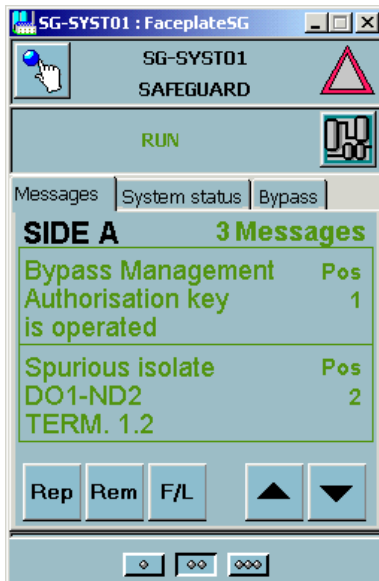 SG-SYST01 : FaceplateSG
SG-SYST01
SAFEGUARD
RUN
Messages System status Bypass
SIDE A 3 Messages
Bypass Management Pos
Authorisation key 1
is operated
Spurious isolate Pos
DO1-ND2 2
TERM. 1.2
Rep Rem F/L